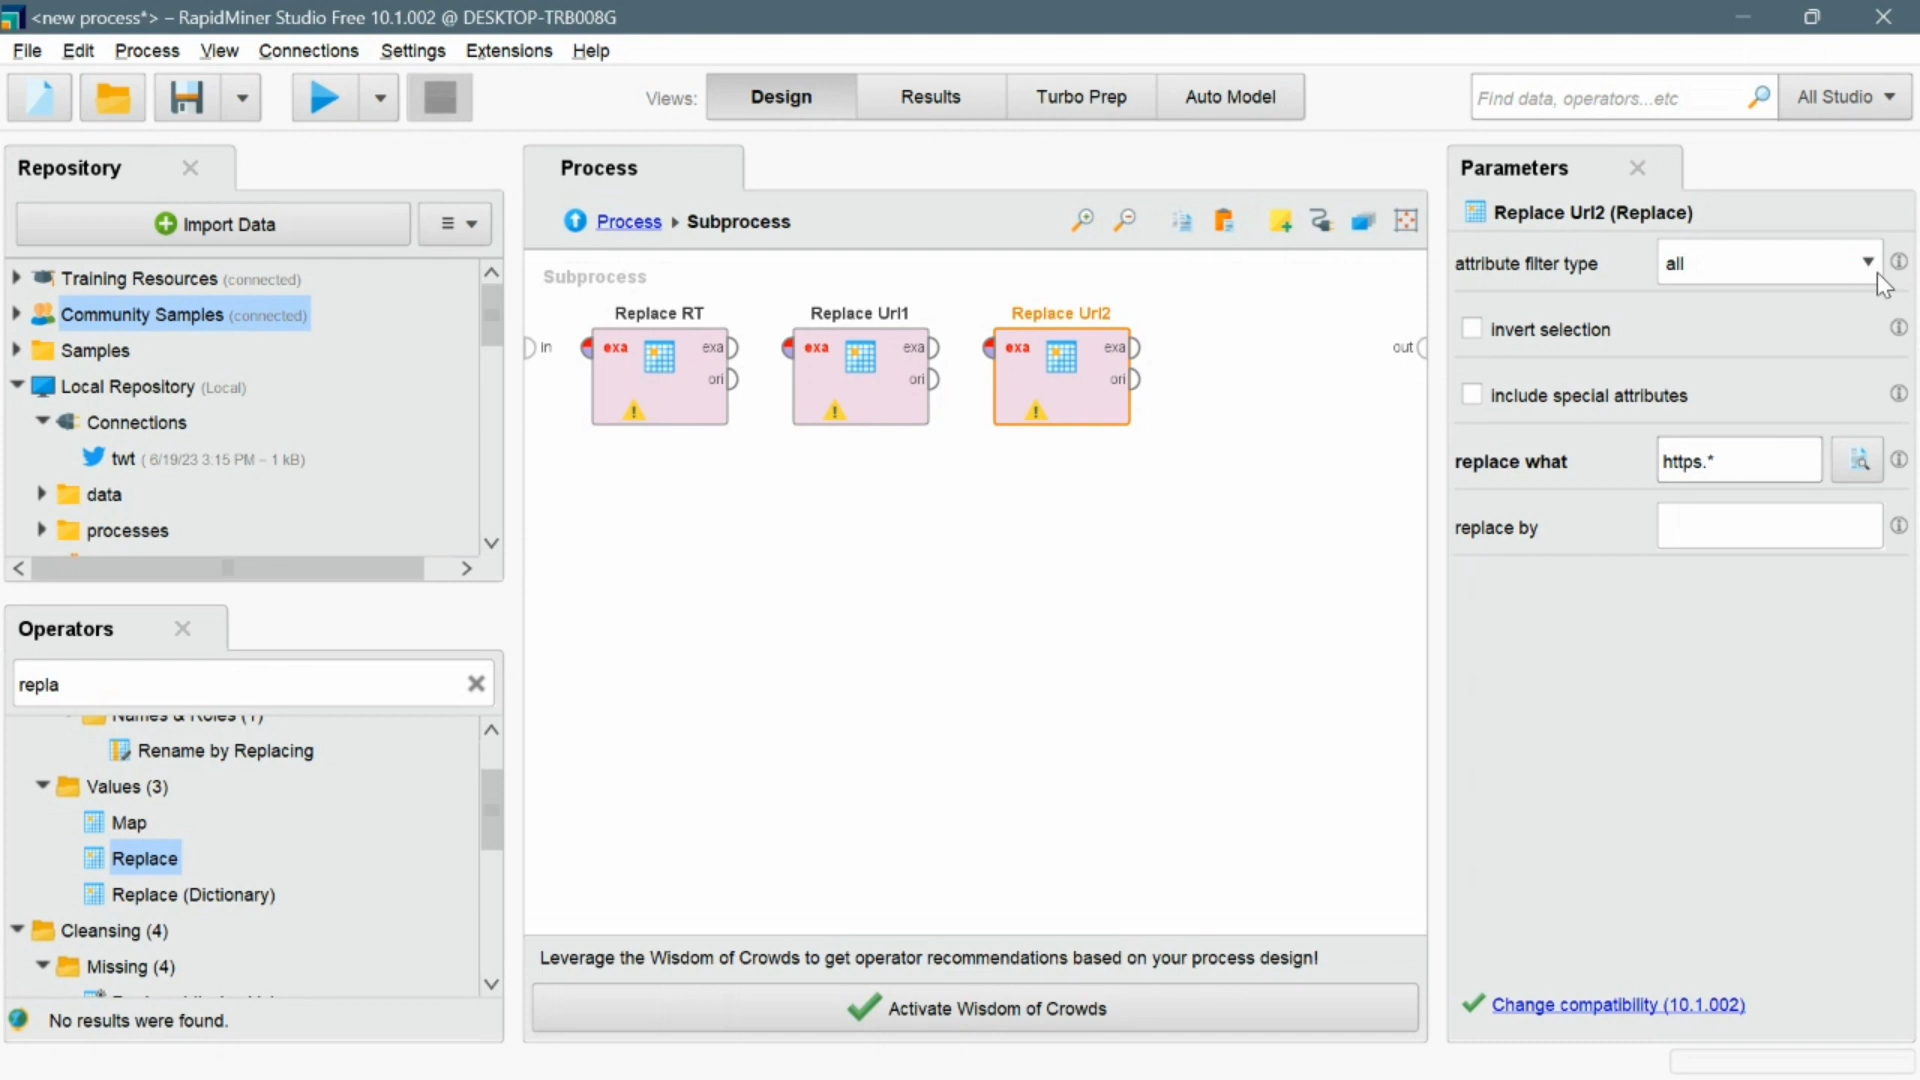 <new process*> – RapidMiner Studio Free 10.1.002 @ DESKTOP-TRB008G
File Edit Process View Connections Settings Extensions Help
Views: Design Results Turbo Prep Auto Model
Find data, operators...etc
All Studio
Repository
Import Data
Training Resources (connected)
Community Samples (connected)
Samples
Local Repository (Local)
Connections
twt ( 6/19/23 3.15 PM – 1 kB)
data
processes
Operators
repla
Names & Roles (1)
Rename by Replacing
Values (3)
Map
Replace
Replace (Dictionary)
Cleansing (4)
Missing (4)
No results were found.
Process
Process Subprocess
Subprocess
Replace RT Replace Url1 Replace Url2
in exa exa exa exa exa exa out
ori ori ori
Leverage the Wisdom of Crowds to get operator recommendations based on your process design!
Activate Wisdom of Crowds
Parameters
Replace Url2 (Replace)
attribute filter type all
invert selection
include special attributes
replace what https.*
replace by
Change compatibility (10.1.002)